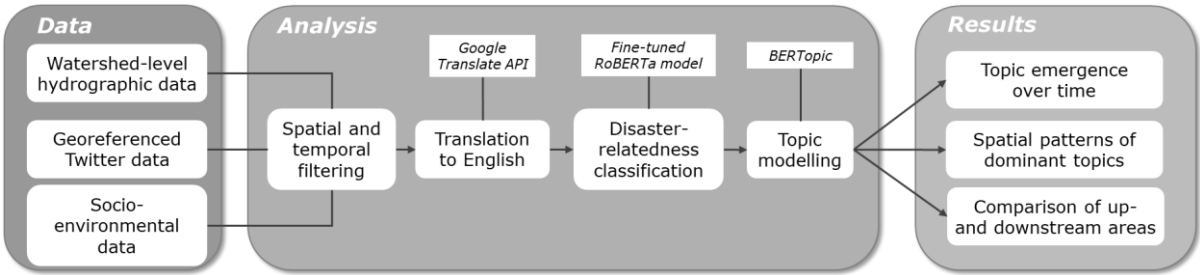 Data
Watershed-level
hydrographic data
Georeferenced
Twitter data
Socio-
environmental
data
Analysis
Spatial and
temporal
filtering
Google
Translate API
Translation
to English
Fine-tuned
RoBERTa model
Disaster-
relatedness
classification
BERTopic
Topic
modelling
Results
Topic emergence
over time
Spatial patterns of
dominant topics
Comparison of up-
and downstream areas